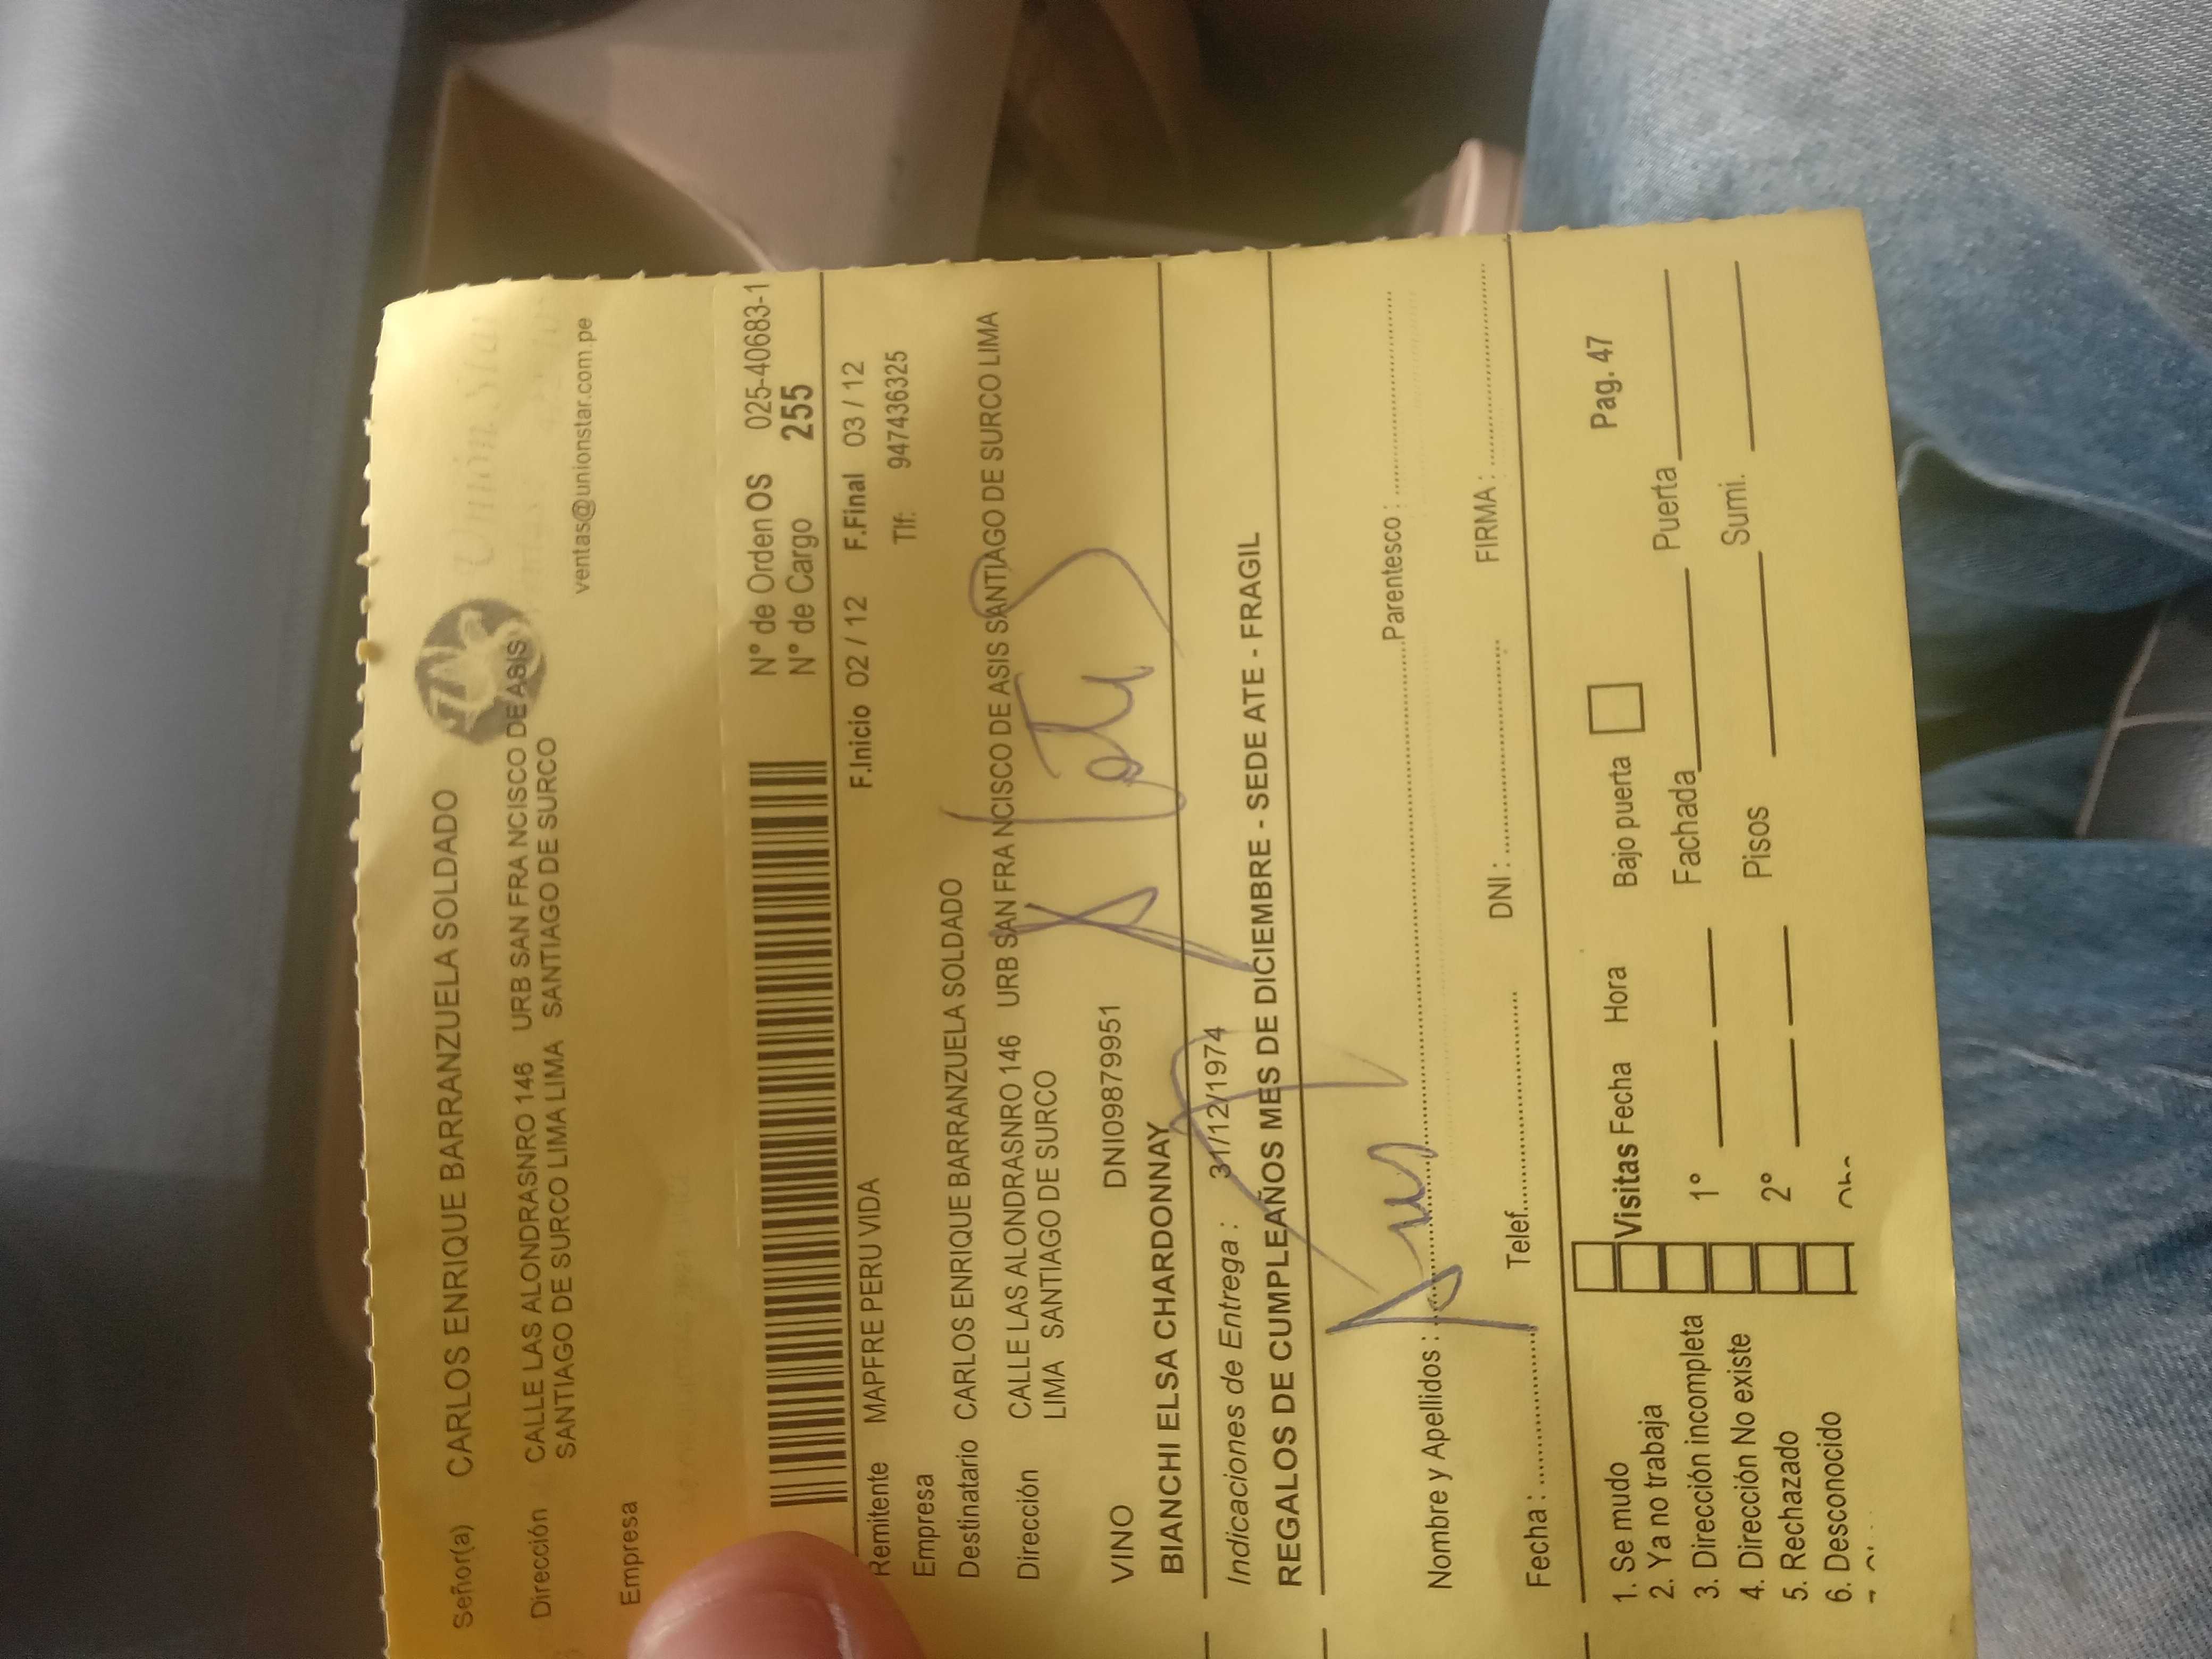 Señor(a) CARLOS ENRIQUE BARRANZUELA SOLDADO
Union Star
ventas@unionstar.com.pe
Dirección CALLE LAS ALONDRASNRO 146 URB SAN FRA NCISCO DE ASIS
SANTIAGO DE SURCO LIMA LIMA SANTIAGO DE SURCO
Empresa
N° de Orden OS 025-40683-1
N° de Cargo 255
F.Inicio 02 / 12 F.Final 03 / 12
Remitente MAPFRE PERU VIDA
Tlf: 947436325
Empresa
Destinatario CARLOS ENRIQUE BARRANZUELA SOLDADO
Dirección CALLE LAS ALONDRASNRO 146 URB SAN FRA NCISCO DE ASIS SANTIAGO DE SURCO LIMA
LIMA SANTIAGO DE SURCO
VINO DNI09879951
BIANCHI ELSA CHARDONNAY
Indicaciones de Entrega : 31/12/1974
REGALOS DE CUMPLEAÑOS MES DE DICIEMBRE - SEDE ATE - FRAGIL
Nombre y Apellidos : Parentesco :
Fecha : Telef. DNI : FIRMA :
1. Se mudo
2. Ya no trabaja
3. Dirección incompleta
4. Dirección No existe
5. Rechazado
6. Desconocido
Visitas Fecha Hora
1°
2°
Bajo puerta Pag. 47
Fachada Puerta
Pisos Sumi.